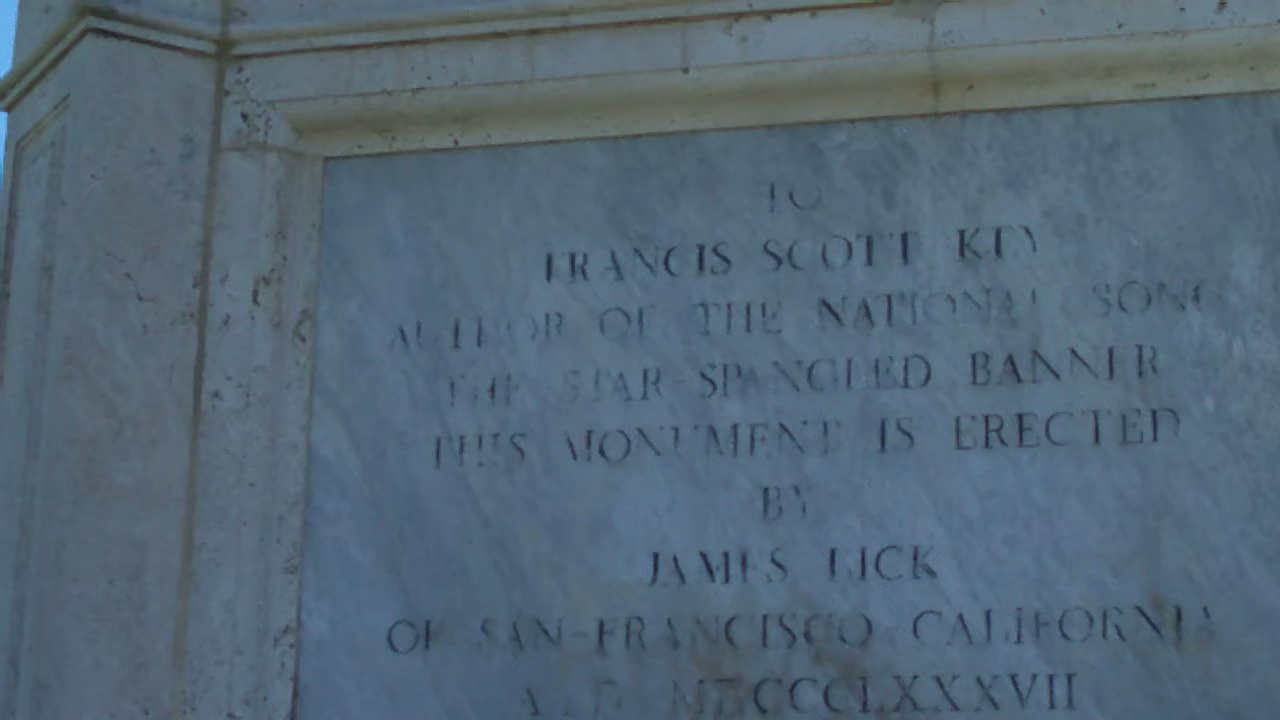 TO
FRANCIS SCOTT KEY
AUTHOR OF THE NATIONAL SONG
THE STAR SPANGLED BANNER
THIS MONUMENT IS ERECTED
BY
JAMES LICK
OF SAN-FRANCISCO-CALIFORNIA
A.D. MDCCCLXXXVII